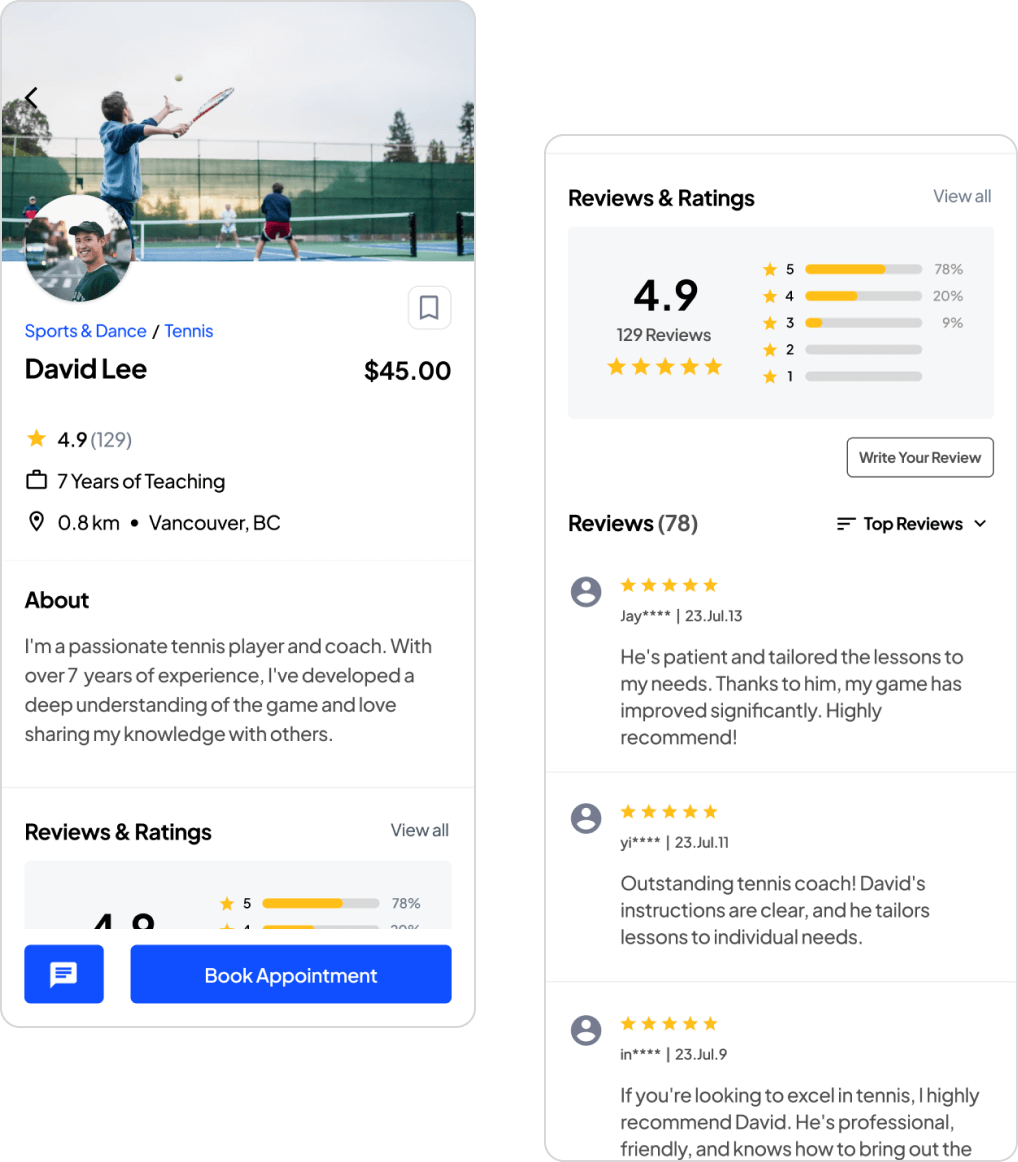 Sports & Dance / Tennis
David Lee
$45.00
4.9 (129)
7 Years of Teaching
0.8 km • Vancouver, BC
About
I'm a passionate tennis player and coach. With
over 7 years of experience, I've developed a
deep understanding of the game and love
sharing my knowledge with others.
Reviews & Ratings
View all
4.9
5 78%
4 20%
Book Appointment
Reviews & Ratings
View all
4.9
129 Reviews
5 78%
4 20%
3 9%
2
1
Write Your Review
Reviews (78)
Top Reviews
Jay**** | 23.Jul.13
He's patient and tailored the lessons to
my needs. Thanks to him, my game has
improved significantly. Highly
recommend!
yi**** | 23.Jul.11
Outstanding tennis coach! David's
instructions are clear, and he tailors
lessons to individual needs.
in**** | 23.Jul.9
If you're looking to excel in tennis, I highly
recommend David. He's professional,
friendly, and knows how to bring out the